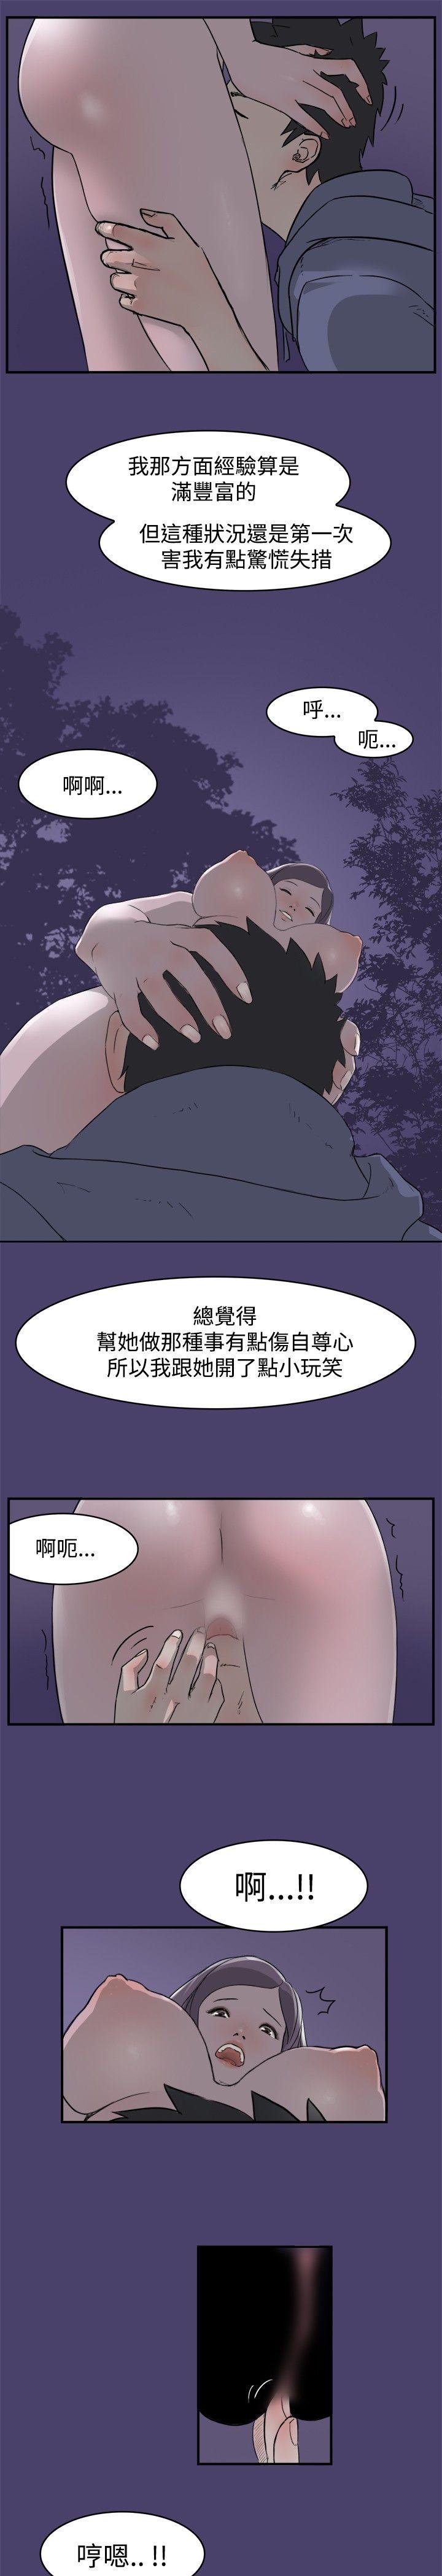 我那方面經驗算是
滿豐富的
但這種狀況還是第一次
害我有點驚慌失措
呼...
呃...
啊啊...
總覺得
幫她做那種事有點傷自尊心
所以我跟她開了點小玩笑
啊呃...
啊...!!
哼嗯..!!